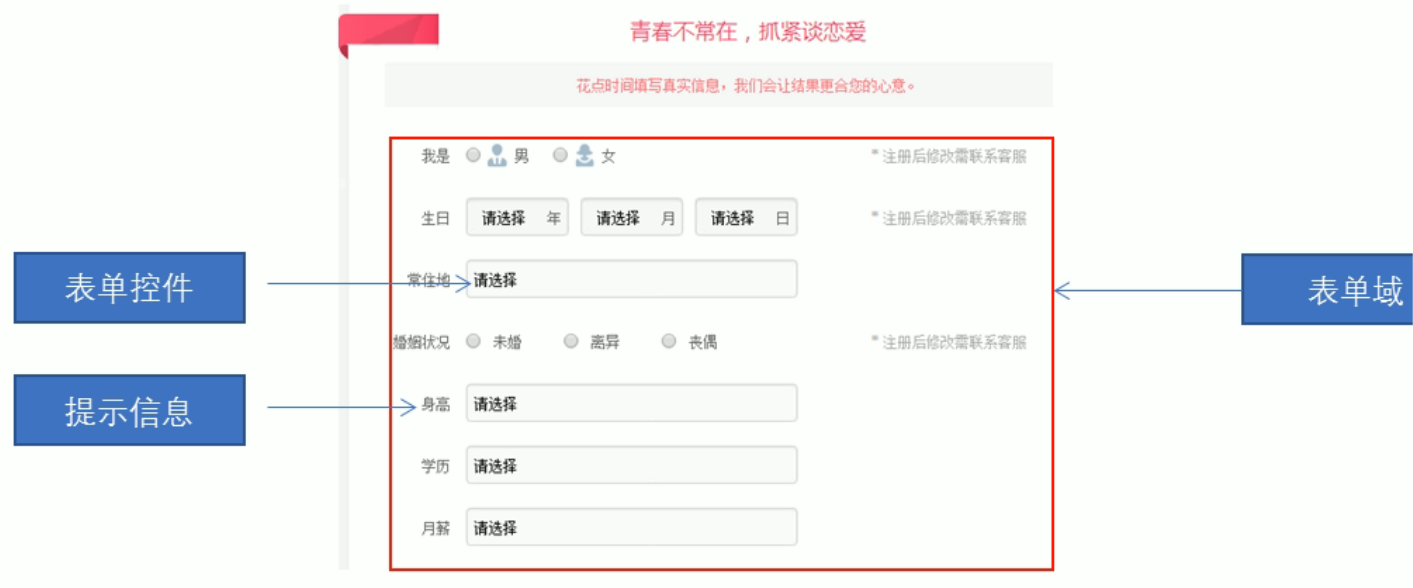 青春不常在，抓紧谈恋爱
花点时间填写真实信息，我们会让结果更合您的心意。
我是 男 女 * 注册后修改需联系客服
生日 请选择 年 请选择 月 请选择 日 * 注册后修改需联系客服
表单控件 常住地 请选择 表单域
婚姻状况 未婚 离异 丧偶 * 注册后修改需联系客服
提示信息 身高 请选择
学历 请选择
月薪 请选择